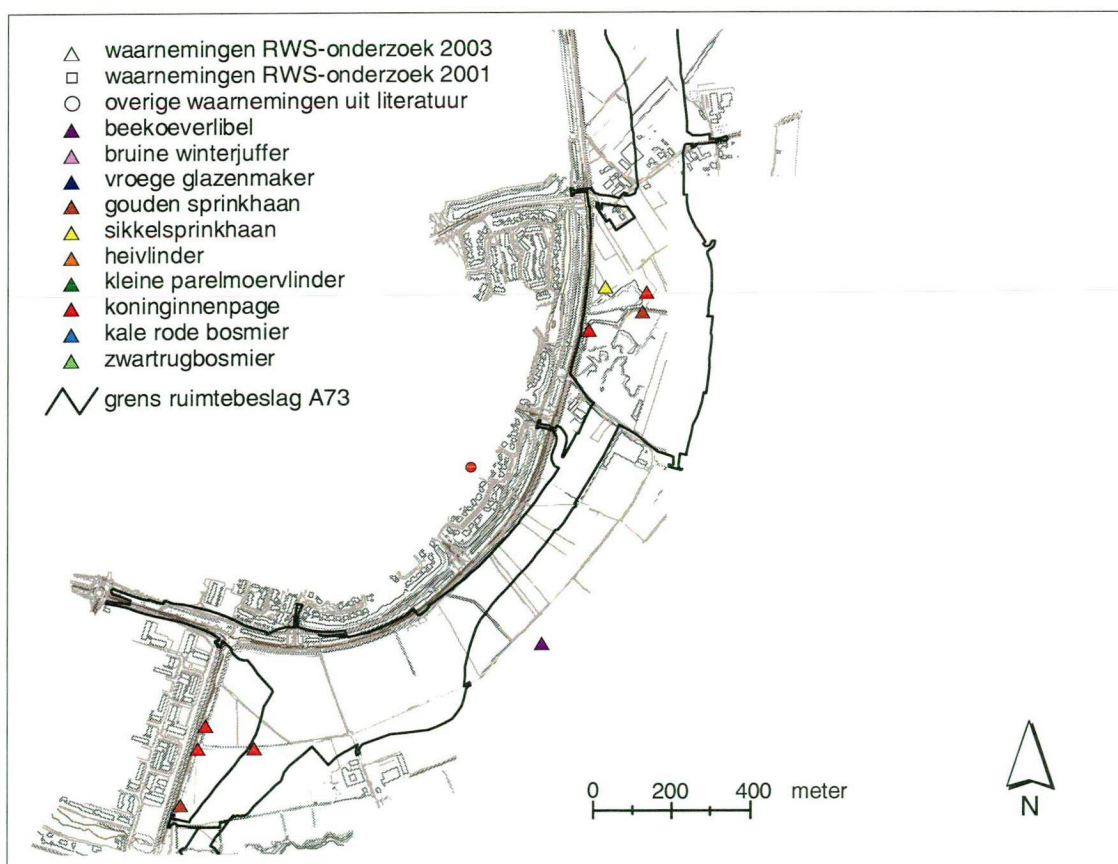 waarnemingen RWS-onderzoek 2003
waarnemingen RWS-onderzoek 2001
overige waarnemingen uit literatuur
beekoeverlibel
bruine winterjuffer
vroege glazenmaker
gouden sprinkhaan
sikkelsprinkhaan
heivlinder
kleine parelmoervlinder
koninginnenpage
kale rode bosmier
zwartrugbosmier
grens ruimtebeslag A73
0 200 400 meter
N